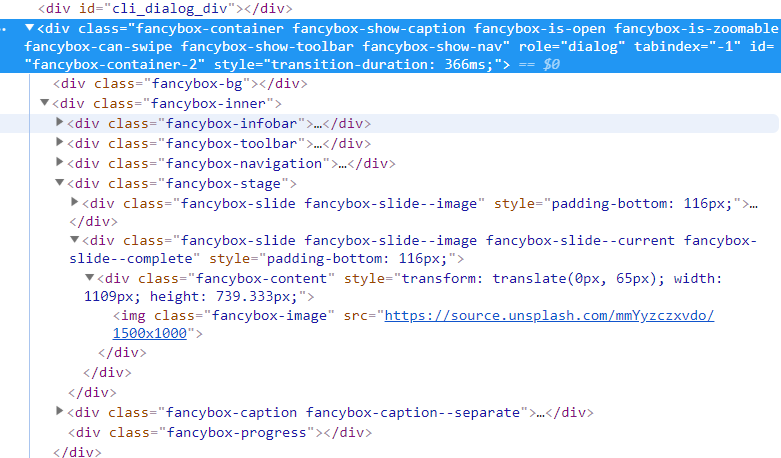 <div id="cli_dialog_div"></div>
… ▼<div class="fancybox-container fancybox-show-caption fancybox-is-open fancybox-is-zoomable
fancybox-can-swipe fancybox-show-toolbar fancybox-show-nav" role="dialog" tabindex="-1" id=
"fancybox-container-2" style="transition-duration: 366ms;"> == $0
<div class="fancybox-bg"></div>
▼<div class="fancybox-inner">
▶<div class="fancybox-infobar">…</div>
▶<div class="fancybox-toolbar">…</div>
▶<div class="fancybox-navigation">…</div>
▼<div class="fancybox-stage">
▶<div class="fancybox-slide fancybox-slide--image" style="padding-bottom: 116px;">…
</div>
▼<div class="fancybox-slide fancybox-slide--image fancybox-slide--current fancybox-
slide--complete" style="padding-bottom: 116px;">
▼<div class="fancybox-content" style="transform: translate(0px, 65px); width:
1109px; height: 739.333px;">
<img class="fancybox-image" src="https://source.unsplash.com/mmYyzczxvdo/
1500x1000">
</div>
</div>
</div>
▶<div class="fancybox-caption fancybox-caption--separate">…</div>
<div class="fancybox-progress"></div>
</div>